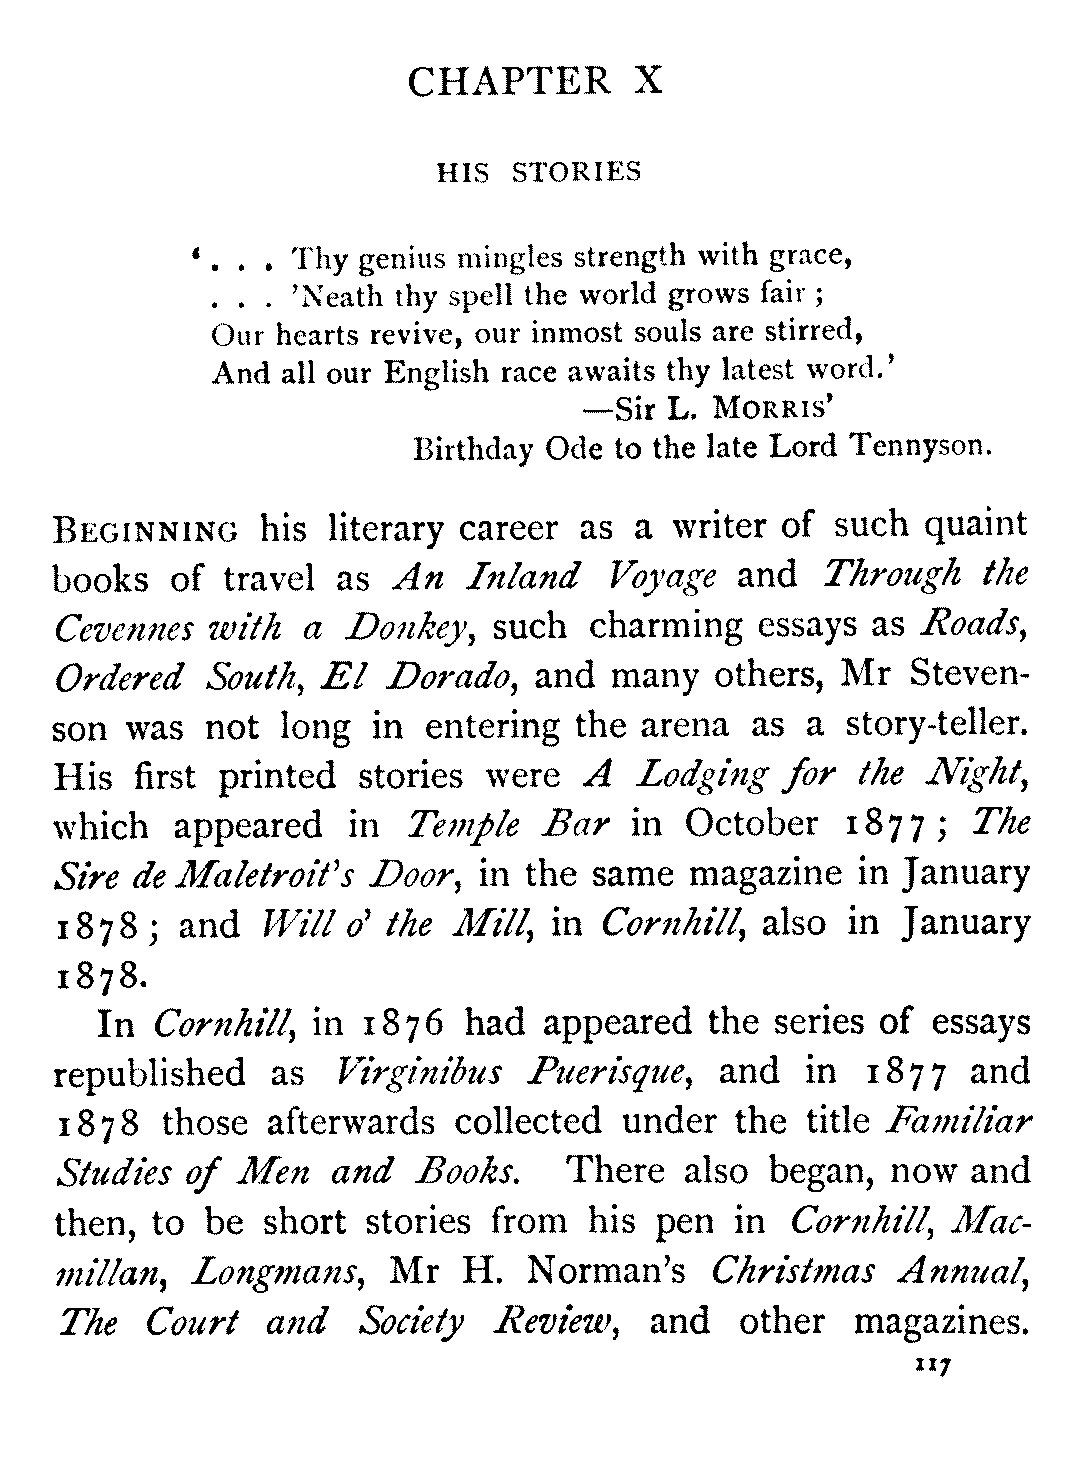 CHAPTER X
HIS STORIES
‘. . . Thy genius mingles strength with grace,
. . . ’Neath thy spell the world grows fair ;
Our hearts revive, our inmost souls are stirred,
And all our English race awaits thy latest word.’
—Sir L. MORRIS’
Birthday Ode to the late Lord Tennyson.
BEGINNING his literary career as a writer of such quaint
books of travel as An Inland Voyage and Through the
Cevennes with a Donkey, such charming essays as Roads,
Ordered South, El Dorado, and many others, Mr Steven-
son was not long in entering the arena as a story-teller.
His first printed stories were A Lodging for the Night,
which appeared in Temple Bar in October 1877 ; The
Sire de Maletroit’s Door, in the same magazine in January
1878 ; and Will o’ the Mill, in Cornhill, also in January
1878.
In Cornhill, in 1876 had appeared the series of essays
republished as Virginibus Puerisque, and in 1877 and
1878 those afterwards collected under the title Familiar
Studies of Men and Books. There also began, now and
then, to be short stories from his pen in Cornhill, Mac-
millan, Longmans, Mr H. Norman’s Christmas Annual,
The Court and Society Review, and other magazines.
117